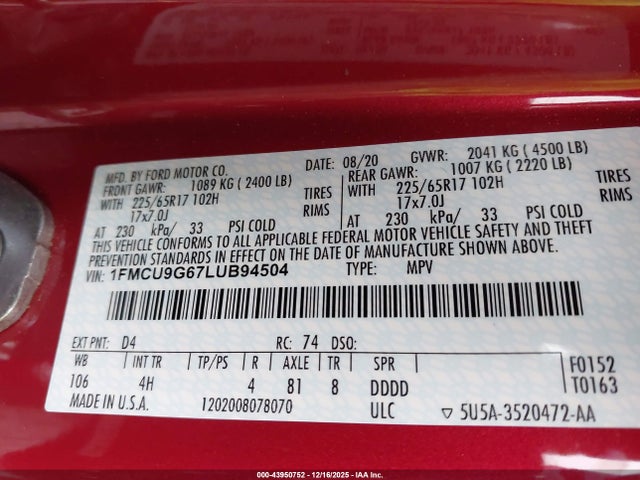 MFD. BY FORD MOTOR CO. DATE: 08/20 GVWR: 2041 KG (4500 LB)
FRONT GAWR: 1089 KG (2400 LB) REAR GAWR: 1007 KG (2220 LB)
WITH 225/65R17 102H TIRES WITH 225/65R17 102H TIRES
17x7.0J RIMS 17x7.0J RIMS
AT 230 kPa/ 33 PSI COLD AT 230 kPa/ 33 PSI COLD
THIS VEHICLE CONFORMS TO ALL APPLICABLE FEDERAL MOTOR VEHICLE SAFETY AND THEFT
PREVENTION STANDARDS IN EFFECT ON THE DATE OF MANUFACTURE SHOWN ABOVE.
VIN: 1FMCU9G67LUB94504 TYPE: MPV
EXT PNT: D4 RC: 74 DSO:
WB INT TR TP/PS R AXLE TR SPR F0152
106 4H 4 81 8 DDDD T0163
MADE IN U.S.A. 1202008078070 ULC ▽ 5U5A-3520472-AA
000-43950752 - 12/16/2025 - IAA Inc.